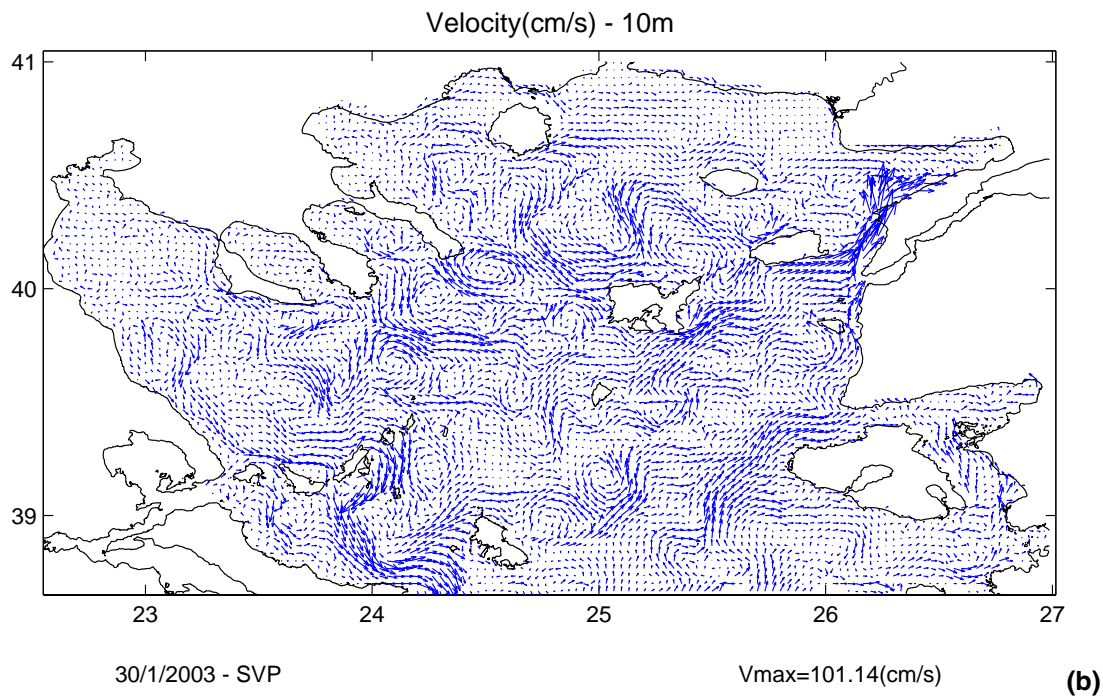 Velocity(cm/s) - 10m
41
40
39
23 24 25 26 27
30/1/2003 - SVP Vmax=101.14(cm/s) (b)